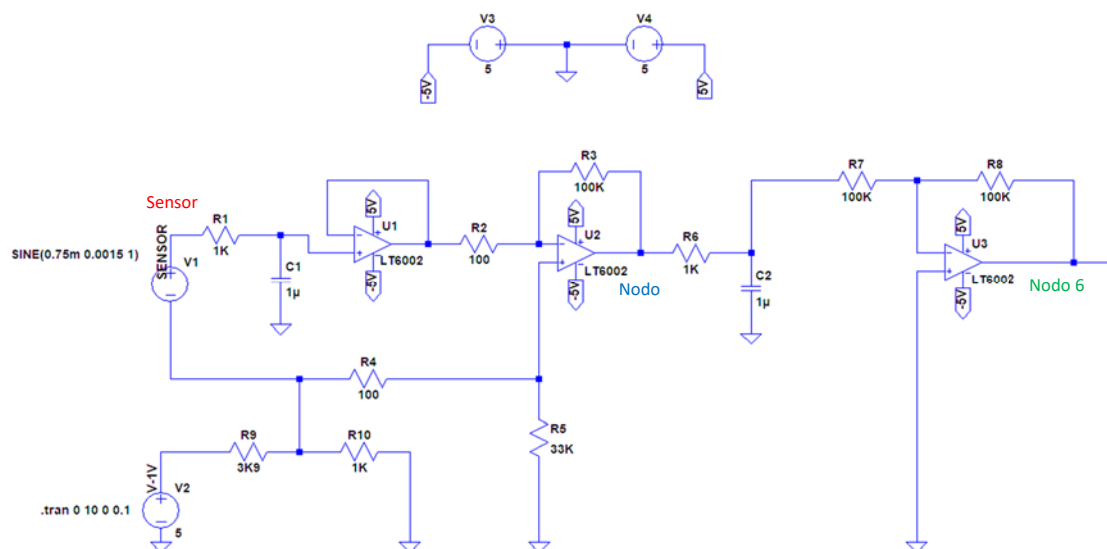 V3
V4
5
5
-5V
5V
R3
100K
R7
100K
R8
100K
Sensor
R1
1K
SINE(0.75m 0.0015 1)
SENSOR
V1
C1
1µ
5V
U1
LT6002
-5V
R2
100
5V
U2
LT6002
-5V
Nodo
R6
1K
C2
1µ
5V
U3
LT6002
-5V
Nodo 6
R4
100
R5
33K
R9
3K9
R10
1K
V-1V
V2
5
.tran 0 10 0 0.1